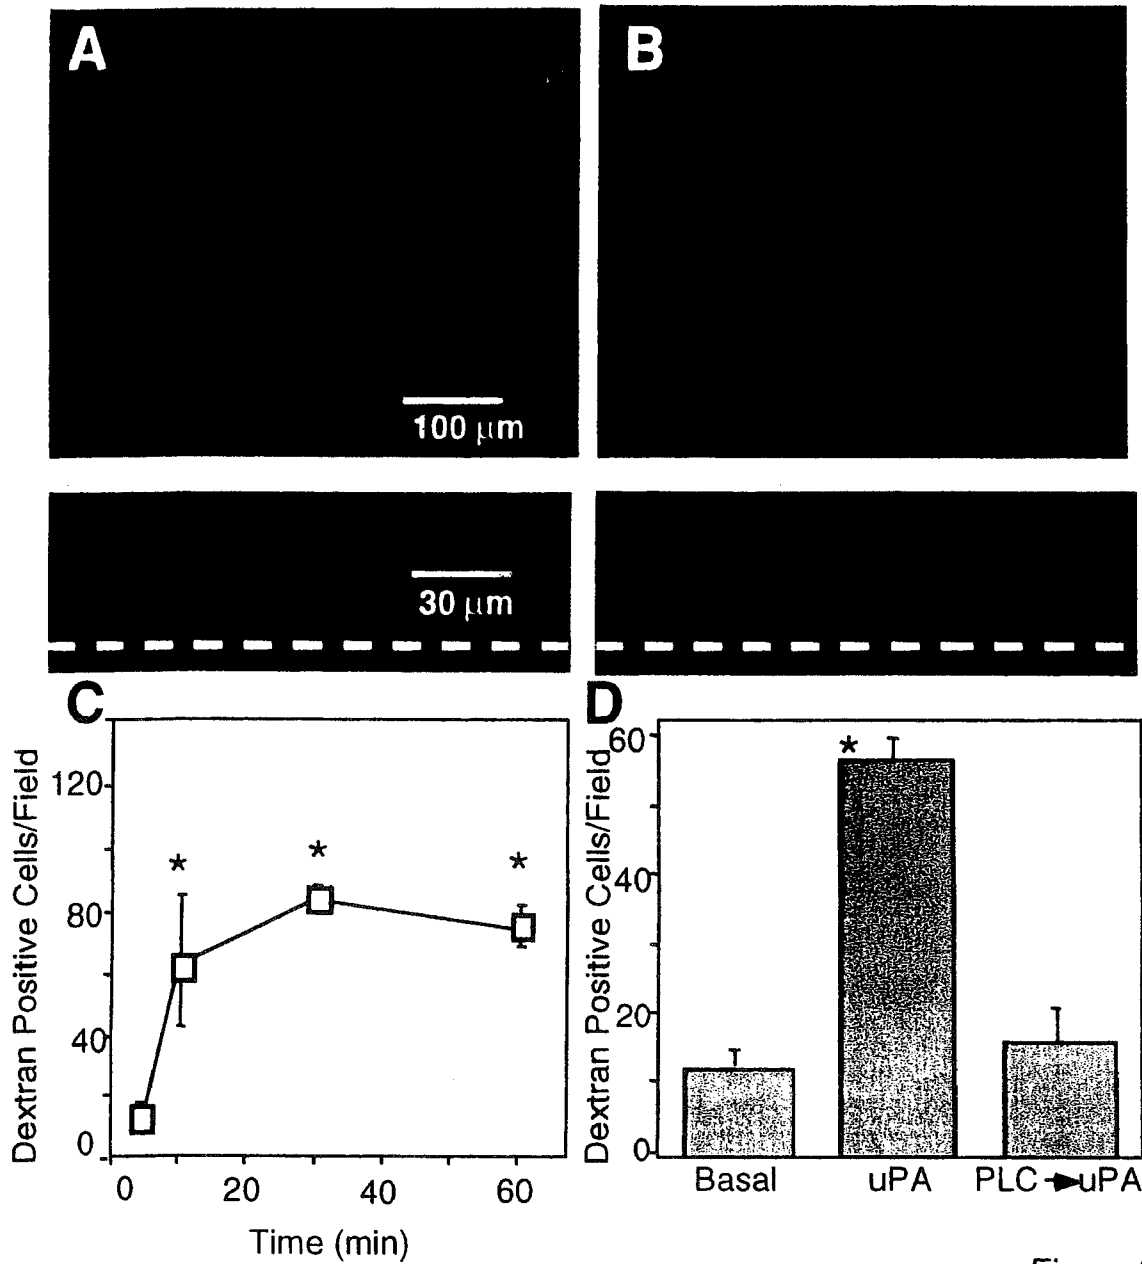 A
B
100 μm
30 μm
C
D
Dextran Positive Cells/Field
120
80
40
0
*
*
*
0 20 40 60
Time (min)
Dextran Positive Cells/Field
60
40
20
0
*
Basal uPA PLC➔uPA